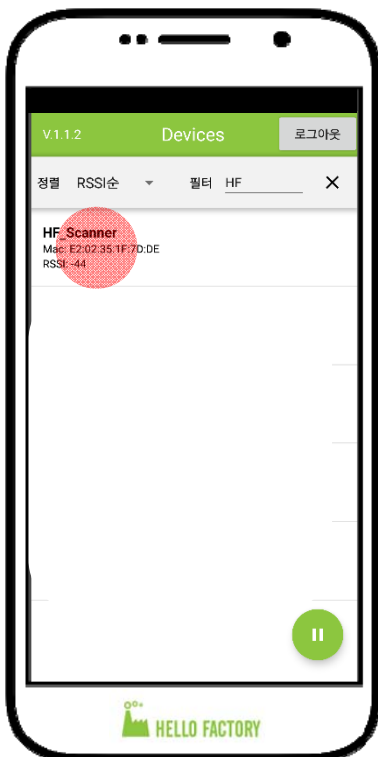 V.1.1.2 Devices 로그아웃
정렬 RSSI순 필터 HF
HF_Scanner
Mac: E2:02:35:1F:7D:DE
RSSI: -44
HELLO FACTORY